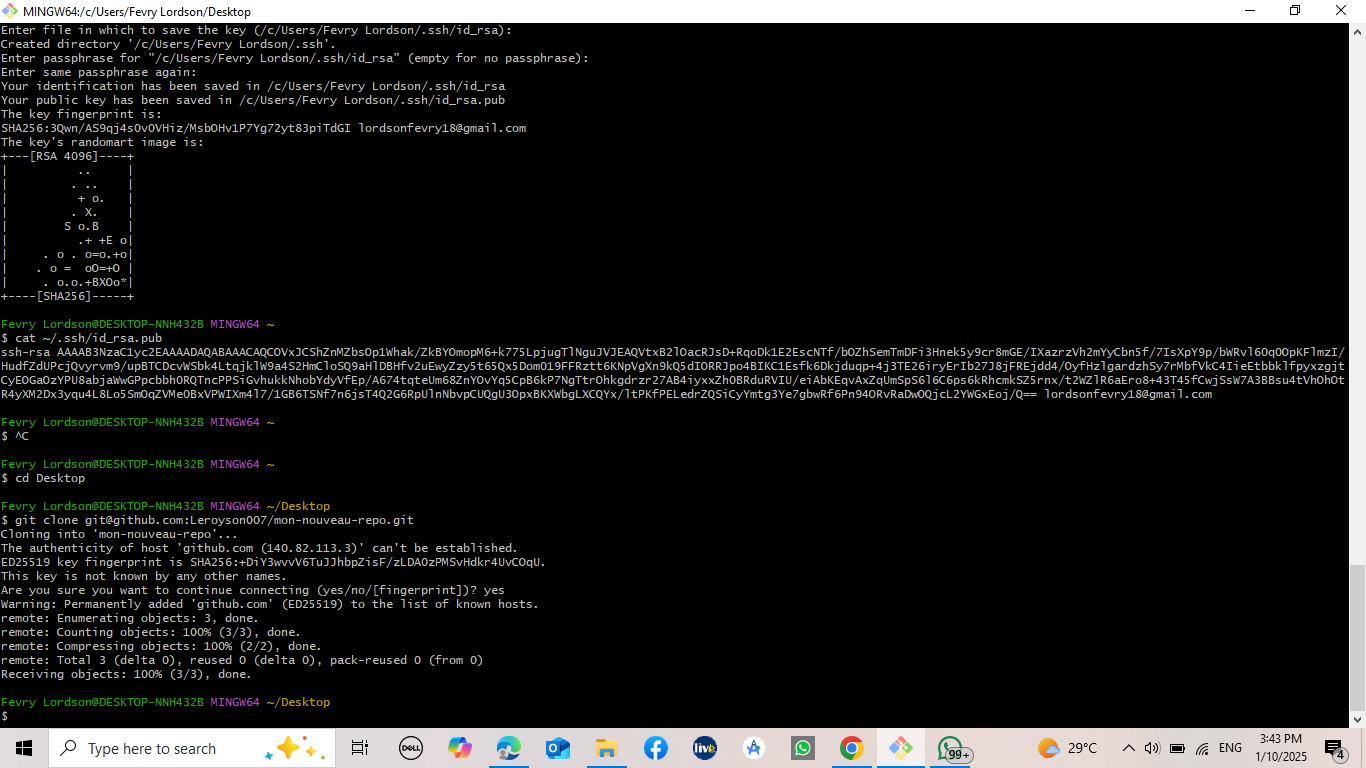 MINGW64:/c/Users/Fevry Lordson/Desktop
Enter file in which to save the key (/c/Users/Fevry Lordson/.ssh/id_rsa):
Created directory '/c/Users/Fevry Lordson/.ssh'.
Enter passphrase for "/c/Users/Fevry Lordson/.ssh/id_rsa" (empty for no passphrase):
Enter same passphrase again:
Your identification has been saved in /c/Users/Fevry Lordson/.ssh/id_rsa
Your public key has been saved in /c/Users/Fevry Lordson/.ssh/id_rsa.pub
The key fingerprint is:
SHA256:3Qwn/AS9qj4sOvOVHiz/MsbOHv1P7Yg72yt83piTdGI lordsonfevry18@gmail.com
The key's randomart image is:
+---[RSA 4096]----+
|          ..     |
|         . ..    |
|          + o.   |
|         . X.    |
|        S o.B    |
|          .+ +E o|
|     . o . o=o.+o|
|    . o =  oO=+O |
|     . o.o.+BXOo*|
+----[SHA256]-----+
Fevry Lordson@DESKTOP-NNH432B MINGW64 ~
$ cat ~/.ssh/id_rsa.pub
ssh-rsa AAAAB3NzaC1yc2EAAAADAQABAAACAQCOVxJCShZnMZbsOp1Whak/ZkBYOmopM6+k775LpjugTlNguJVJEAQVtxB2lOacRJsD+RqoDk1E2EscNTf/bOZhSemTmDFi3Hnek5y9cr8mGE/IXazrzVh2mYyCbn5f/7IsXpY9p/bWRvl6OqOOpKFlmzI/
HudfZdUPcjQvyrvm9/upBTCDcvWSbk4LtqjklW9a4S2HmCloSQ9aHlDBHfv2uEwyZzy5t65Qx5DomO19FFRztt6KNpVgXn9kQ5dIORRJpo4BIKC1Esfk6Dkjduqp+4j3TE26iryErIb27J8jFREjdd4/OyfHzlgardzhSy7rMbfVkC4IieEtbbklfpyxzgjt
CyEOGaOzYPU8abjaWwGPpcbbhORQTncPPSiGvhukkNhobYdyVfEp/A674tqteUm68ZnYOvYq5CpB6kP7NgTtrOhkgdrzr27AB4iyxxZhOBRduRVIU/eiAbKEqvAxZqUmSpS6l6C6ps6kRhcmkSZ5rnx/t2WZlR6aEro8+43T45fCwjSsW7A3BBsu4tVhOhOt
R4yXM2Dx3yqu4L8Lo5SmOqZVMeOBxVPWIXm4l7/1GB6TSNf7n6jsT4Q2G6RpUlnNbvpCUQgU3OpxBKXWbgLXCQYx/ltPKfPELedrZQSiCyYmtg3Ye7gbwRf6Pn94ORvRaDwOQjcL2YWGxEoj/Q== lordsonfevry18@gmail.com
Fevry Lordson@DESKTOP-NNH432B MINGW64 ~
$ ^C
Fevry Lordson@DESKTOP-NNH432B MINGW64 ~
$ cd Desktop
Fevry Lordson@DESKTOP-NNH432B MINGW64 ~/Desktop
$ git clone git@github.com:Leroyson007/mon-nouveau-repo.git
Cloning into 'mon-nouveau-repo'...
The authenticity of host 'github.com (140.82.113.3)' can't be established.
ED25519 key fingerprint is SHA256:+DiY3wvvV6TuJJhbpZisF/zLDAOzPMSvHdkr4UvCOqU.
This key is not known by any other names.
Are you sure you want to continue connecting (yes/no/[fingerprint])? yes
Warning: Permanently added 'github.com' (ED25519) to the list of known hosts.
remote: Enumerating objects: 3, done.
remote: Counting objects: 100% (3/3), done.
remote: Compressing objects: 100% (2/2), done.
remote: Total 3 (delta 0), reused 0 (delta 0), pack-reused 0 (from 0)
Receiving objects: 100% (3/3), done.
Fevry Lordson@DESKTOP-NNH432B MINGW64 ~/Desktop
$
Type here to search
DELL
live
99+
29°C
ENG
3:43 PM
1/10/2025
4